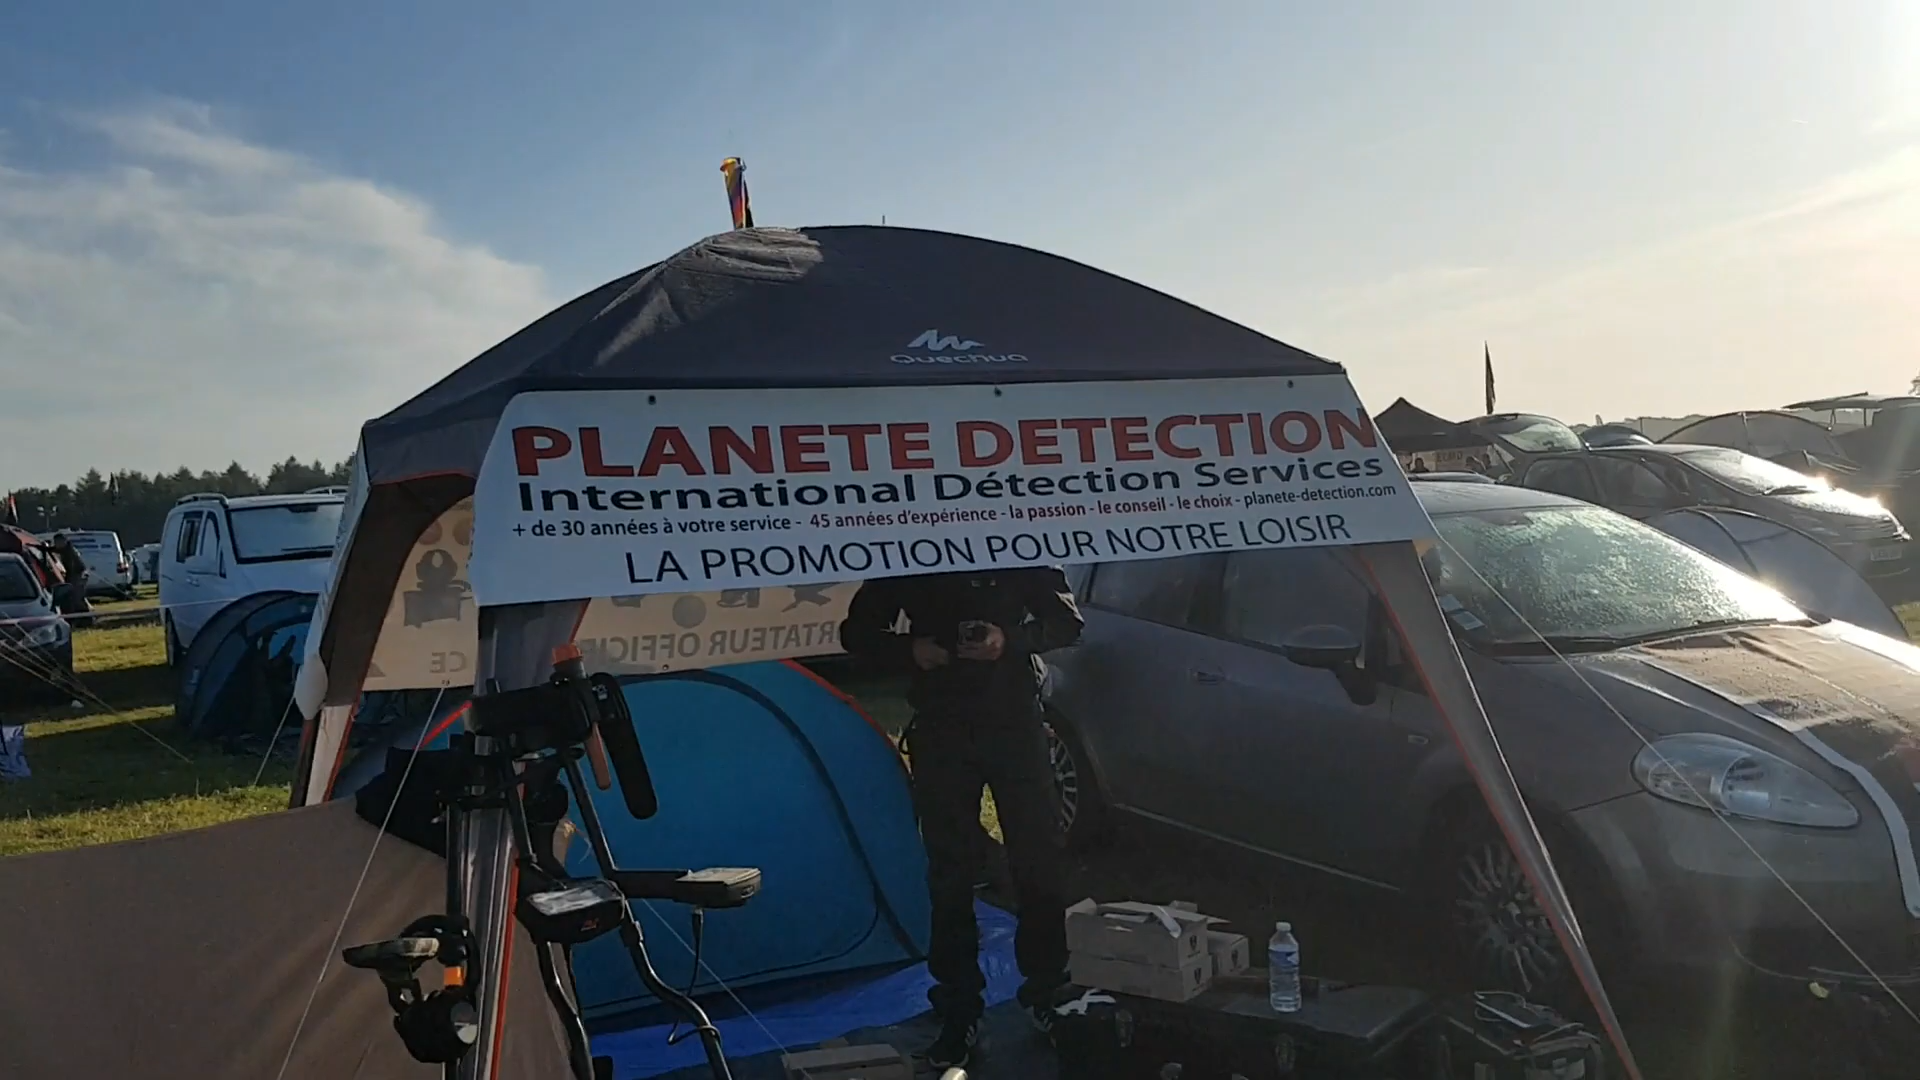 Quechua
PLANETE DETECTION
International Détection Services
+ de 30 années à votre service - 45 années d'expérience - la passion - le conseil - le choix - planete-detection.com
LA PROMOTION POUR NOTRE LOISIR